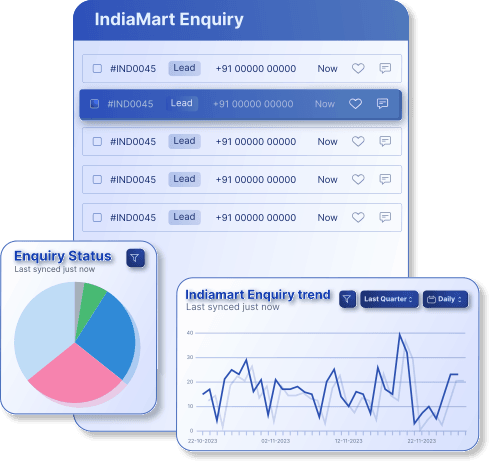 IndiaMart Enquiry
#IND0045 Lead +91 00000 00000 Now
#IND0045 Lead +91 00000 00000 Now
#IND0045 Lead +91 00000 00000 Now
#IND0045 Lead +91 00000 00000 Now
#IND0045 Lead +91 00000 00000 Now
Enquiry Status
Last synced just now
Indiamart Enquiry trend
Last Quarter
Daily
Last synced just now
40
30
20
10
0
22-10-2023 02-11-2023 12-11-2023 22-11-2023